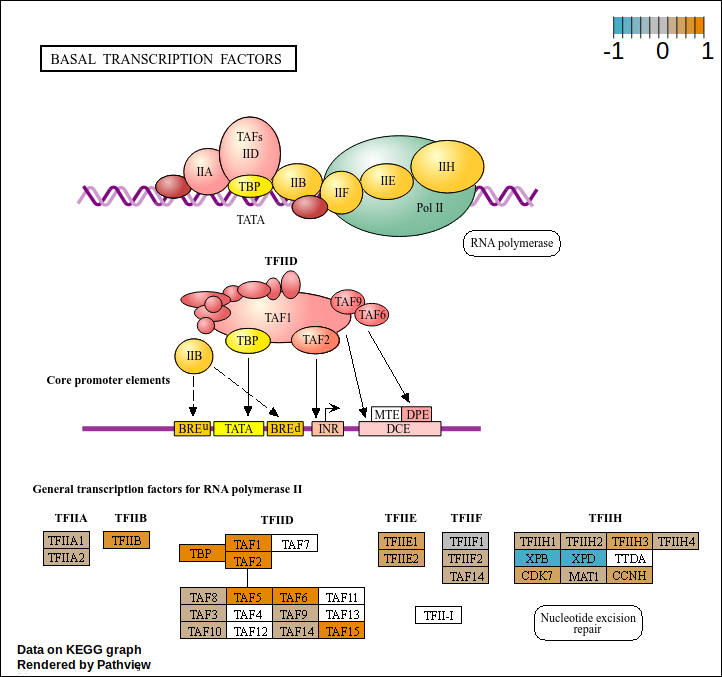 -1 0 1
BASAL TRANSCRIPTION FACTORS
TAFs
IID
IIA
TBP
IIB
IIF
IIE
IIH
Pol II
TATA
RNA polymerase
TFIID
TAF1
TAF9
TAF6
TBP
TAF2
IIB
Core promoter elements
MTE DPE
BREu TATA BREd INR DCE
General transcription factors for RNA polymerase II
TFIIA TFIIB TFIID TFIIE TFIIF TFIIH
TFIIA1
TFIIA2
TFIIB
TBP
TAF1 TAF7
TAF2
TAF8 TAF5 TAF6 TAF11
TAF3 TAF4 TAF9 TAF13
TAF10 TAF12 TAF14 TAF15
TFIIE1
TFIIE2
TFIIF1
TFIIF2
TAF14
TFIIH1 TFIIH2 TFIIH3 TFIIH4
XPB XPD TTDA
CDK7 MAT1 CCNH
TFII-I
Nucleotide excision
repair
Data on KEGG graph
Rendered by Pathview